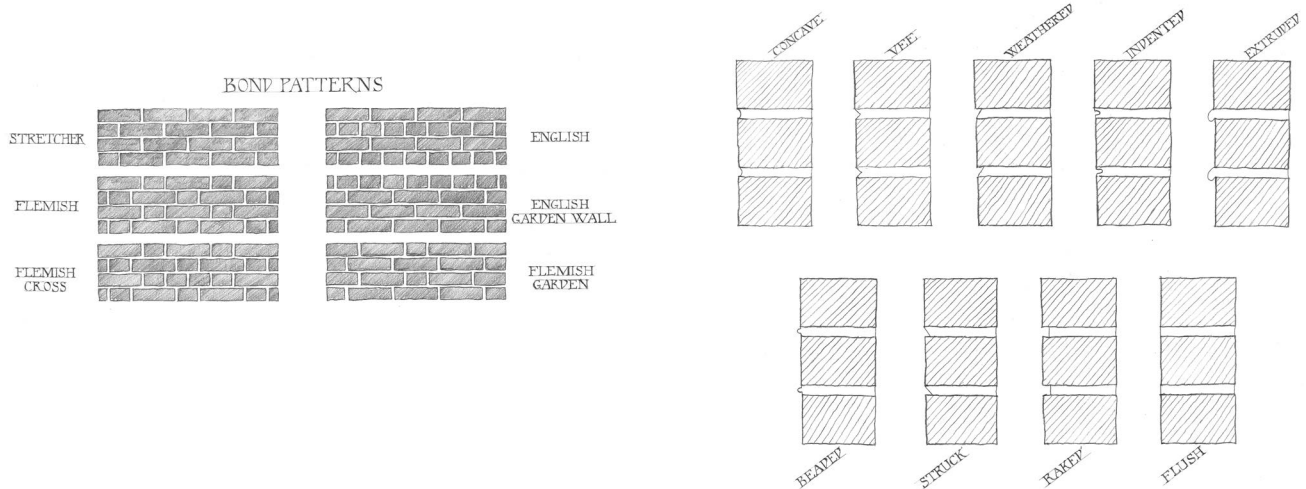 BOND PATTERNS
STRETCHER
ENGLISH
FLEMISH
ENGLISH
GARDEN WALL
FLEMISH
CROSS
FLEMISH
GARDEN
CONCAVE
VEE
WEATHERED
INDENTED
EXTRUDED
BEADED
STRUCK
RAKED
FLUSH